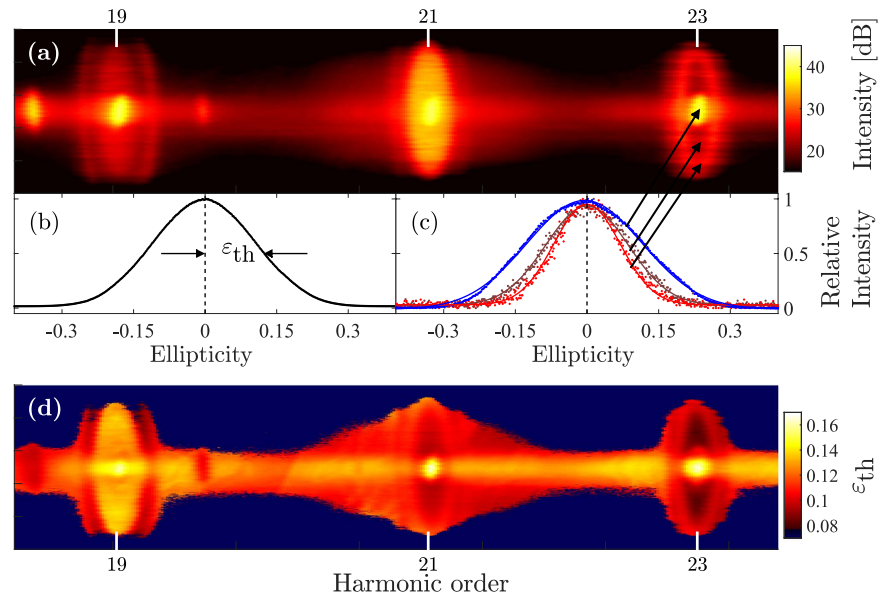 19 21 23
(a)
40
30
20
Intensity [dB]
(b)
εth
(c)
1
0.5
0
Relative
Intensity
-0.3 -0.15 0 0.15 0.3
-0.3 -0.15 0 0.15 0.3
Ellipticity
Ellipticity
(d)
0.16
0.14
0.12
0.1
0.08
εth
19 21 23
Harmonic order